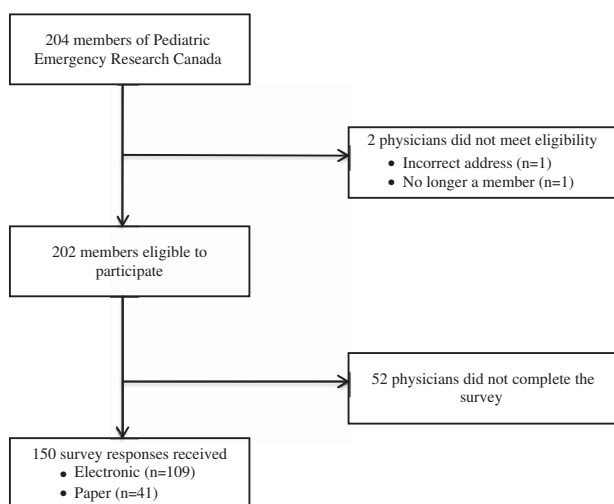 204 members of Pediatric
Emergency Research Canada
2 physicians did not meet eligibility
• Incorrect address (n=1)
• No longer a member (n=1)
202 members eligible to
participate
52 physicians did not complete the
survey
150 survey responses received
• Electronic (n=109)
• Paper (n=41)